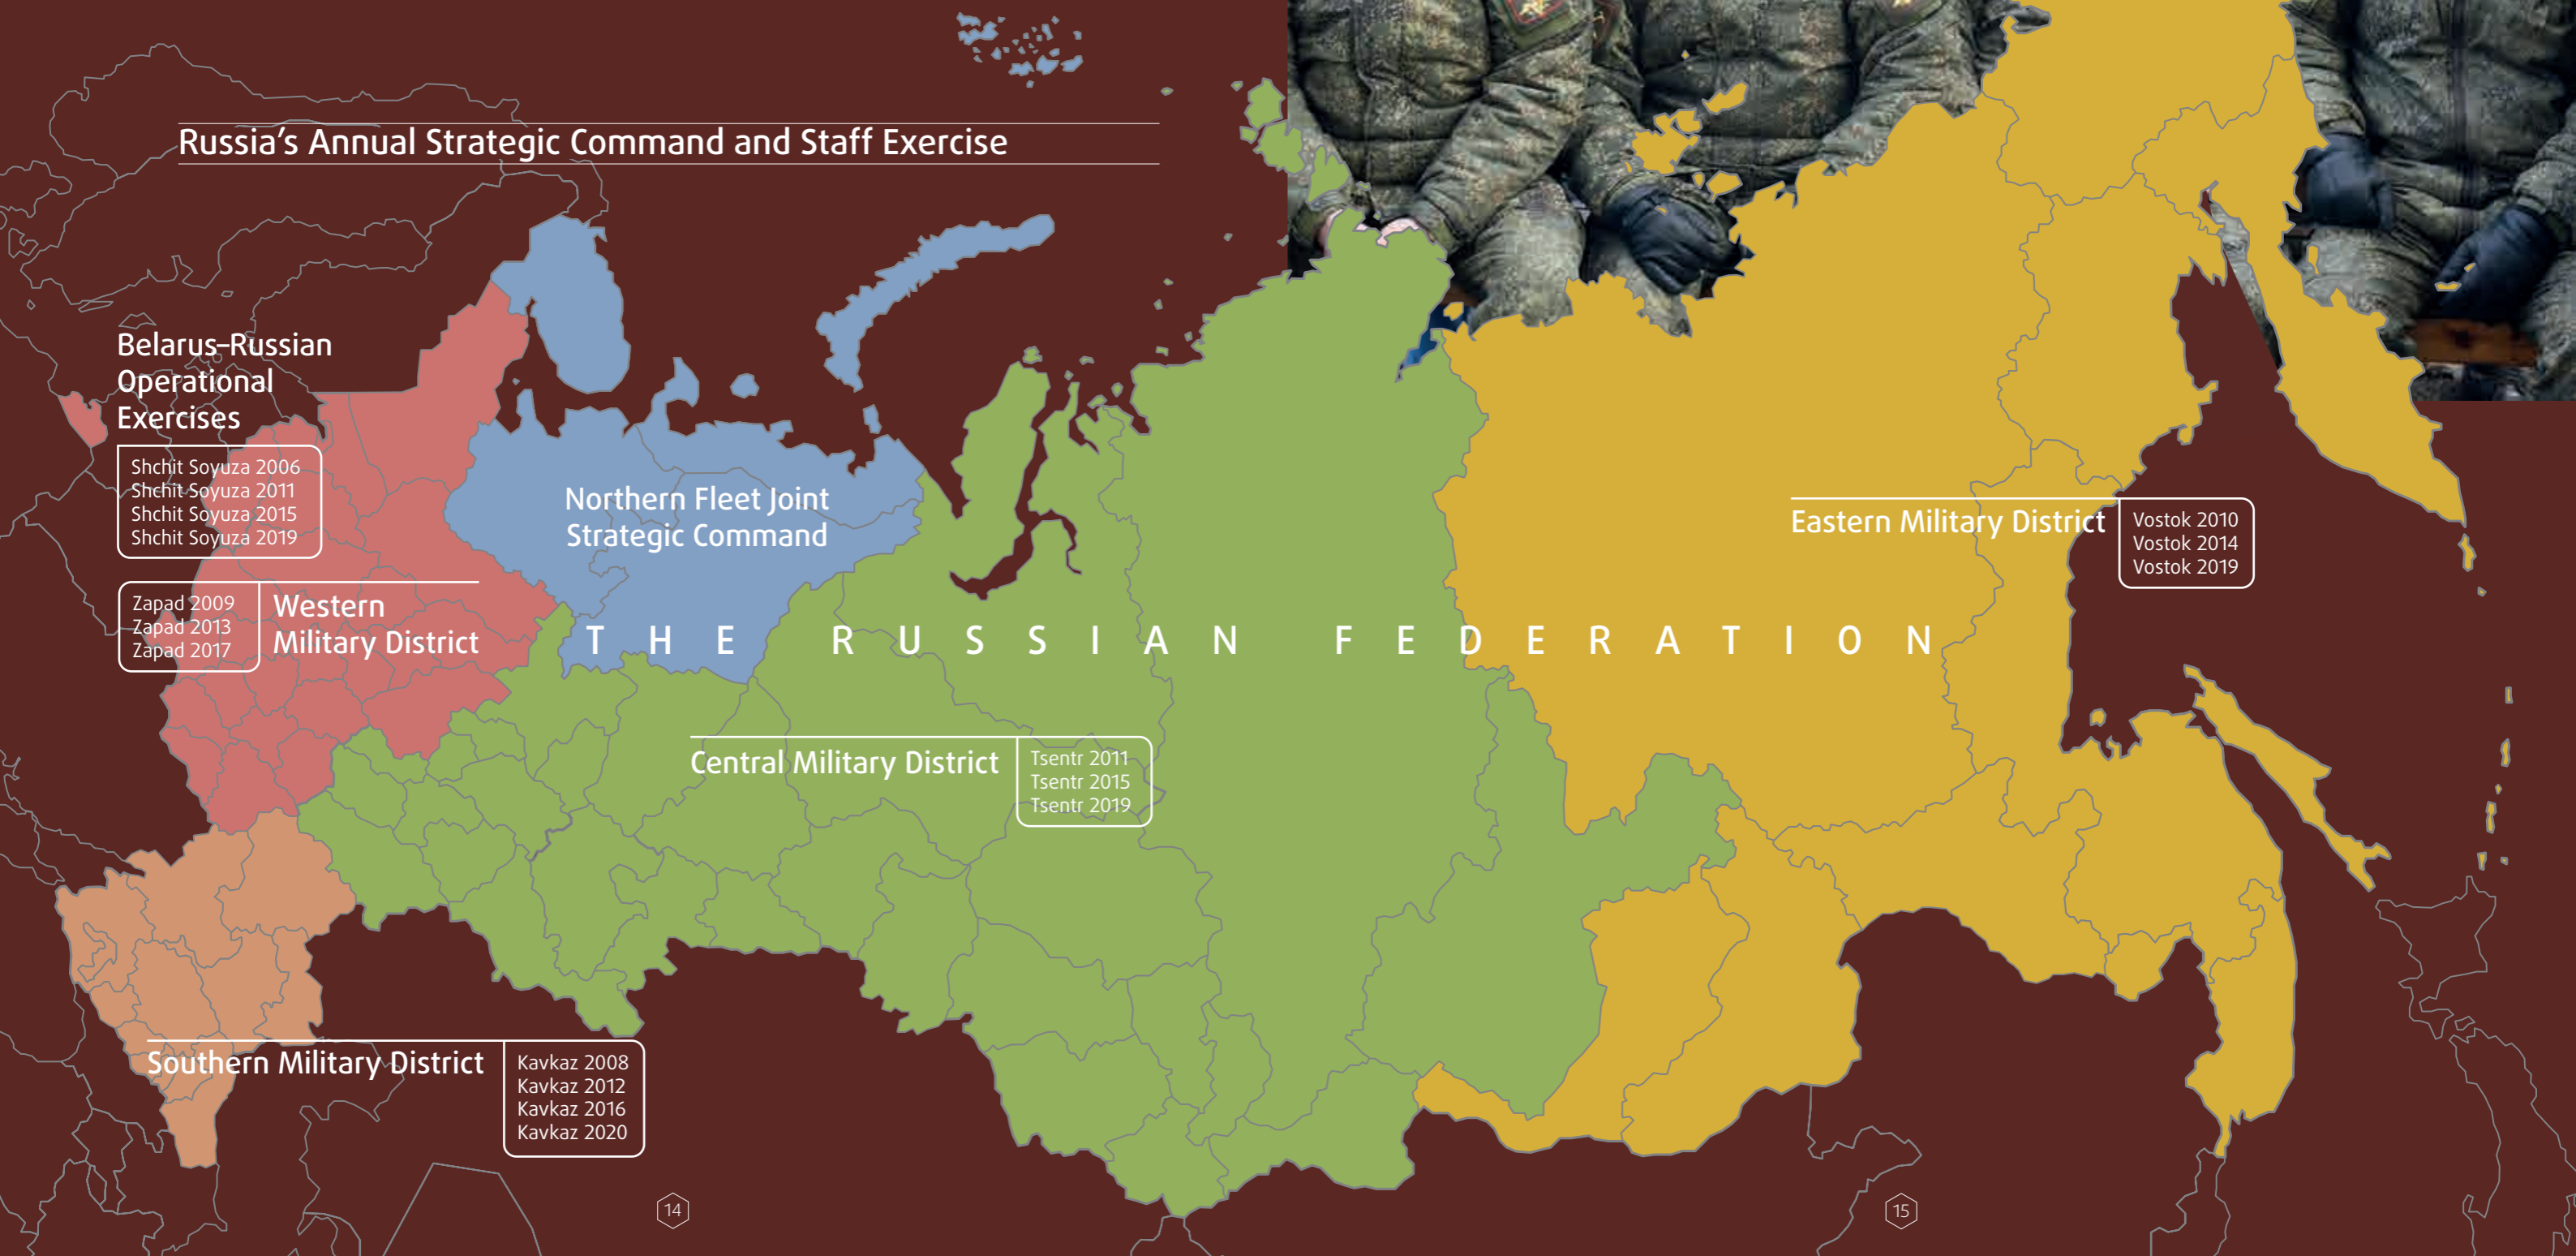 Russia's Annual Strategic Command and Staff Exercise
Belarus–Russian
Operational
Exercises
Shchit Soyuza 2006
Shchit Soyuza 2011
Shchit Soyuza 2015
Shchit Soyuza 2019
Northern Fleet Joint
Strategic Command
Eastern Military District
Vostok 2010
Vostok 2014
Vostok 2019
Zapad 2009
Zapad 2013
Zapad 2017
Western
Military District
THE RUSSIAN FEDERATION
Central Military District
Tsentr 2011
Tsentr 2015
Tsentr 2019
Southern Military District
Kavkaz 2008
Kavkaz 2012
Kavkaz 2016
Kavkaz 2020
14
15